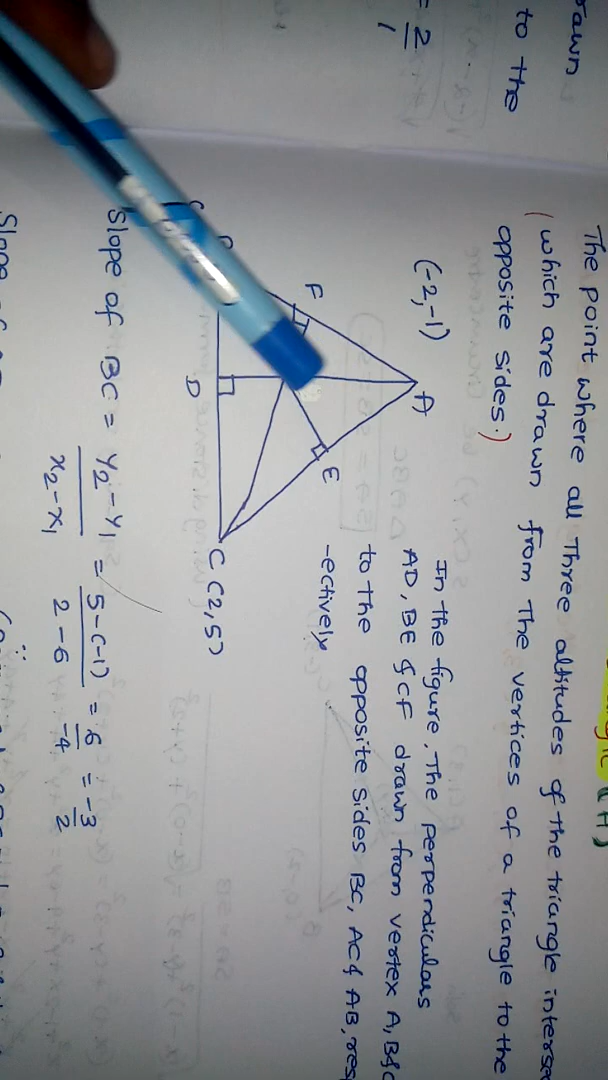 rawn
to the
= 2/1
The point where all Three altitudes of the triangle
(which are drawn from The vertices of a triangle to the
opposite sides.)
(-2,-1)
A
F
E
D
C (2,5)
In the figure, The perpendiculars
AD, BE & CF drawn from vertex A, B&C
to the opposite sides BC, AC & AB, res
-ectively
Slope of BC = y2-y1/x2-x1 = 5-(-1)/2-6 = 6/-4 = -3/2